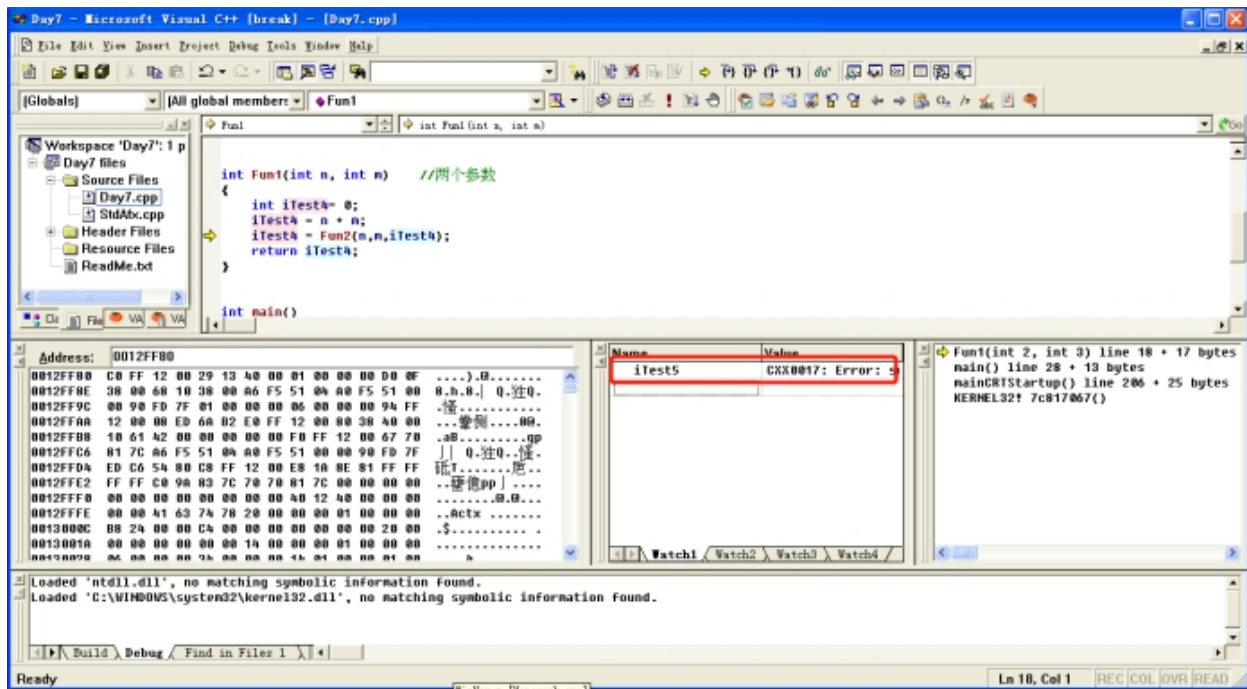 Day7 - Microsoft Visual C++ [break] - [Day7.cpp]
File Edit View Insert Project Debug Tools Window Help
(Globals) (All global members Fun1
Fun1 int Fun1(int n, int m) Go
Workspace 'Day7': 1 p
Day7 files
Source Files
Day7.cpp
StdAfx.cpp
Header Files
Resource Files
ReadMe.txt
File VA VA
int Fun1(int n, int m) //两个参数
{
int iTest4= 0;
iTest4 = n + m;
iTest4 = Fun2(n,m,iTest4);
return iTest4;
}
int main()
Address: 0012FF80
0012FF80 C0 FF 12 00 29 13 40 00 01 00 00 00 D0 0F ....).@.......
0012FF8E 38 00 68 10 38 00 A6 F5 51 04 A0 F5 51 00
0012FF9C 00 90 FD 7F 01 00 00 00 06 00 00 00 94 FF
0012FFAA 12 00 08 ED 6A B2 E0 FF 12 00 80 38 40 00
0012FFB8 10 61 42 00 00 00 00 00 F0 FF 12 00 67 70 .aB.........gp
0012FFC6 81 7C A6 F5 51 04 A0 F5 51 00 00 90 FD 7F
0012FFD4 ED C6 54 80 C8 FF 12 00 E8 1A 8E 81 FF FF
0012FFE2 FF FF C0 9A 83 7C 70 70 81 7C 00 00 00 00
0012FFF0 00 00 00 00 00 00 00 00 40 12 40 00 00 00 ........@.@...
0012FFFE 00 00 41 63 74 78 20 00 00 00 01 00 00 00 ..Actx .......
0013000C B8 24 00 00 C4 00 00 00 00 00 00 00 20 00 .$.......... .
0013001A 00 00 00 00 00 00 14 00 00 00 01 00 00 00 ..............
Name Value
iTest5 CXX0017: Error: s
Watch1 Watch2 Watch3 Watch4
Fun1(int 2, int 3) line 18 + 17 bytes
main() line 28 + 13 bytes
mainCRTStartup() line 206 + 25 bytes
KERNEL32! 7c817067()
Loaded 'ntdll.dll', no matching symbolic information found.
Loaded 'C:\WINDOWS\system32\kernel32.dll', no matching symbolic information found.
Build Debug Find in Files 1
Ready Ln 18, Col 1 REC COL OVR READ